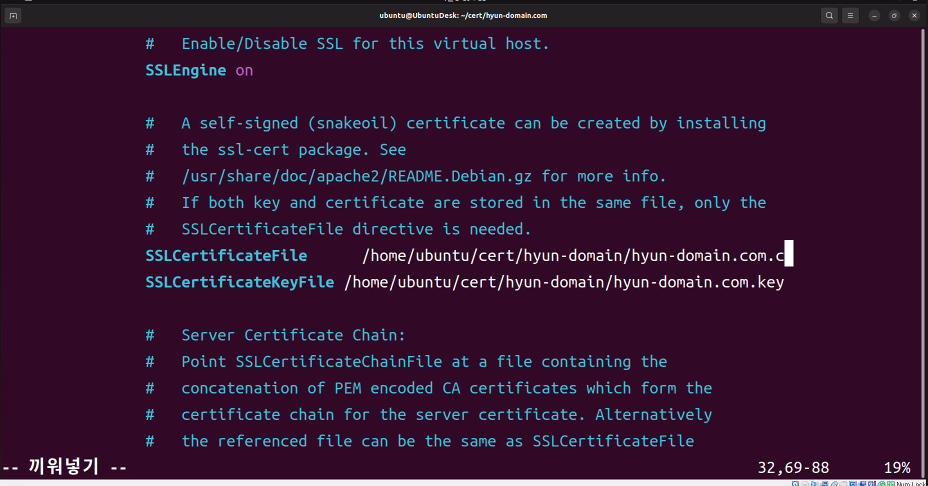 ubuntu@UbuntuDesk: ~/cert/hyun-domain.com
#   Enable/Disable SSL for this virtual host.
SSLEngine on
#   A self-signed (snakeoil) certificate can be created by installing
#   the ssl-cert package. See
#   /usr/share/doc/apache2/README.Debian.gz for more info.
#   If both key and certificate are stored in the same file, only the
#   SSLCertificateFile directive is needed.
SSLCertificateFile      /home/ubuntu/cert/hyun-domain/hyun-domain.com.c
SSLCertificateKeyFile /home/ubuntu/cert/hyun-domain/hyun-domain.com.key
#   Server Certificate Chain:
#   Point SSLCertificateChainFile at a file containing the
#   concatenation of PEM encoded CA certificates which form the
#   certificate chain for the server certificate. Alternatively
#   the referenced file can be the same as SSLCertificateFile
-- 끼워넣기 -- 32,69-88 19%
Num Lock